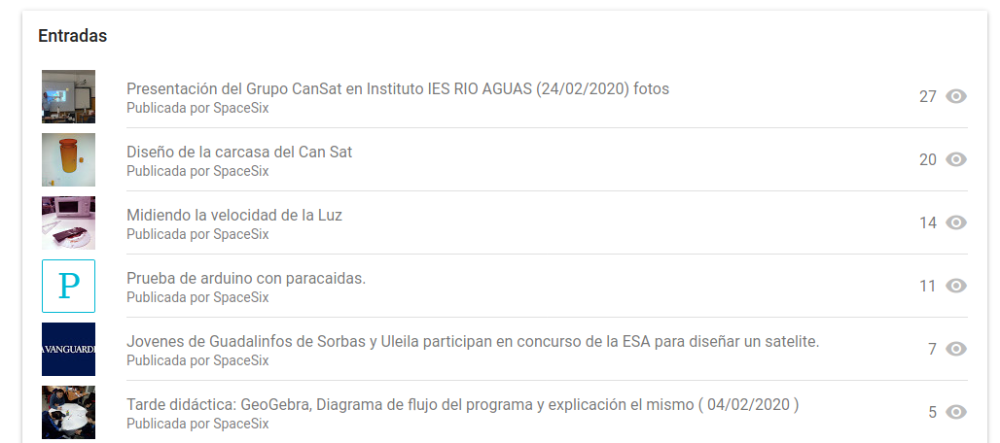 Entradas
Presentación del Grupo CanSat en Instituto IES RIO AGUAS (24/02/2020) fotos
27
Publicada por SpaceSix
Diseño de la carcasa del Can Sat
20
Publicada por SpaceSix
Midiendo la velocidad de la Luz
14
Publicada por SpaceSix
P
Prueba de arduino con paracaidas.
11
Publicada por SpaceSix
A VANGUARDI
Jovenes de Guadalinfos de Sorbas y Uleila participan en concurso de la ESA para diseñar un satelite.
7
Publicada por SpaceSix
Tarde didáctica: GeoGebra, Diagrama de flujo del programa y explicación el mismo ( 04/02/2020 )
5
Publicada por SpaceSix